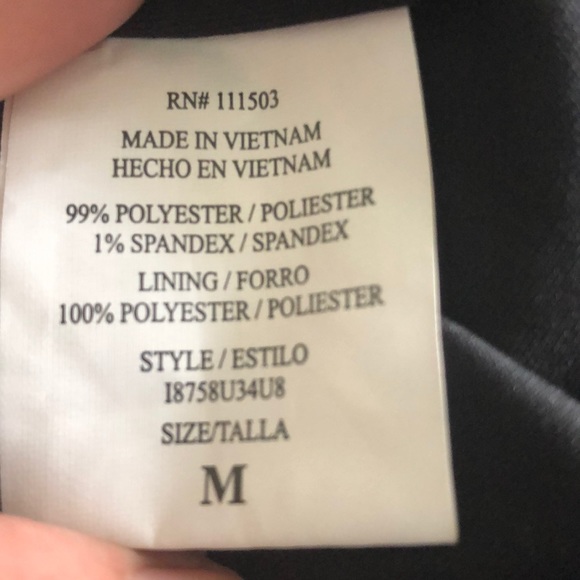 RN# 111503
MADE IN VIETNAM
HECHO EN VIETNAM
99% POLYESTER / POLIESTER
1% SPANDEX / SPANDEX
LINING / FORRO
100% POLYESTER / POLIESTER
STYLE / ESTILO
I8758U34U8
SIZE/TALLA
M